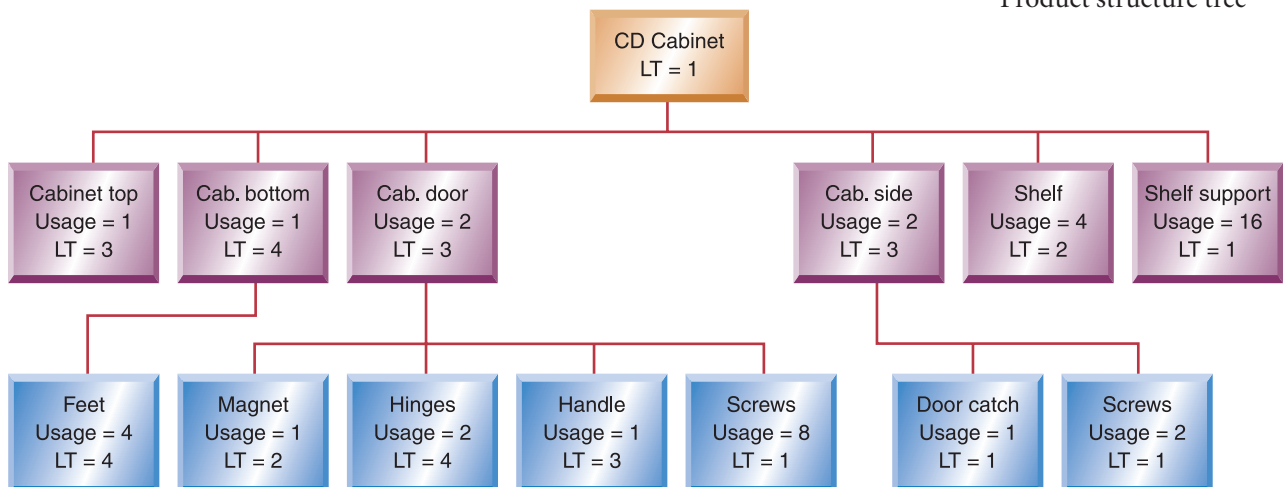 Product structure tree
CD Cabinet
LT = 1
Cabinet top
Usage = 1
LT = 3
Cab. bottom
Usage = 1
LT = 4
Cab. door
Usage = 2
LT = 3
Cab. side
Usage = 2
LT = 3
Shelf
Usage = 4
LT = 2
Shelf support
Usage = 16
LT = 1
Feet
Usage = 4
LT = 4
Magnet
Usage = 1
LT = 2
Hinges
Usage = 2
LT = 4
Handle
Usage = 1
LT = 3
Screws
Usage = 8
LT = 1
Door catch
Usage = 1
LT = 1
Screws
Usage = 2
LT = 1